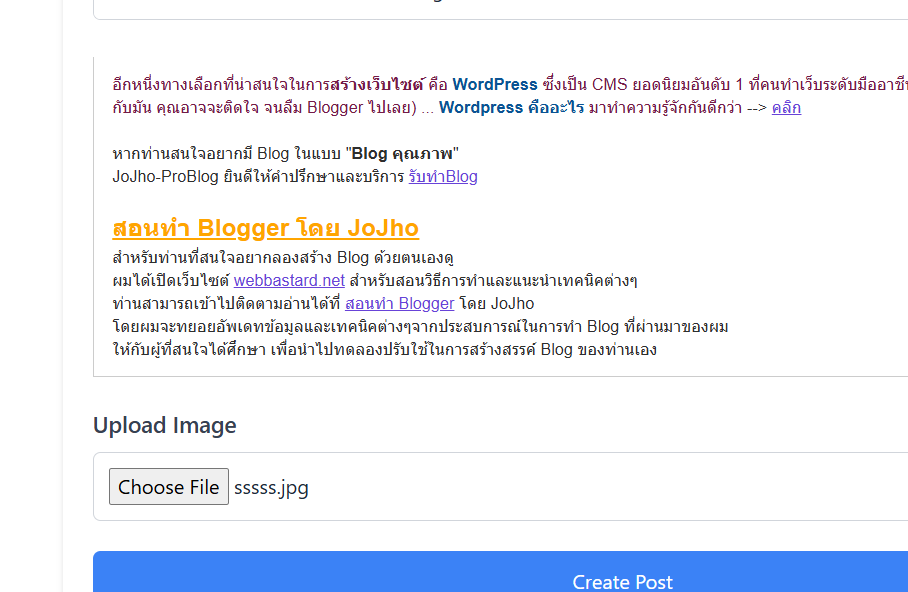 อีกหนึ่งทางเลือกที่น่าสนใจในการสร้างเว็บไซต์ คือ WordPress ซึ่งเป็น CMS ยอดนิยมอันดับ 1 ที่คนทำเว็บระดับมืออาชี
กับมัน คุณอาจจะติดใจ จนลืม Blogger ไปเลย) ... Wordpress คืออะไร มาทำความรู้จักกันดีกว่า --> คลิก
หากท่านสนใจอยากมี Blog ในแบบ "Blog คุณภาพ"
JoJho-ProBlog ยินดีให้คำปรึกษาและบริการ รับทำBlog
สอนทำ Blogger โดย JoJho
สำหรับท่านที่สนใจอยากลองสร้าง Blog ด้วยตนเองดู
ผมได้เปิดเว็บไซต์ webbastard.net สำหรับสอนวิธีการทำและแนะนำเทคนิคต่างๆ
ท่านสามารถเข้าไปติดตามอ่านได้ที่ สอนทำ Blogger โดย JoJho
โดยผมจะทยอยอัพเดทข้อมูลและเทคนิคต่างๆจากประสบการณ์ในการทำ Blog ที่ผ่านมาของผม
ให้กับผู้ที่สนใจได้ศึกษา เพื่อนำไปทดลองปรับใช้ในการสร้างสรรค์ Blog ของท่านเอง
Upload Image
Choose File sssss.jpg
Create Post